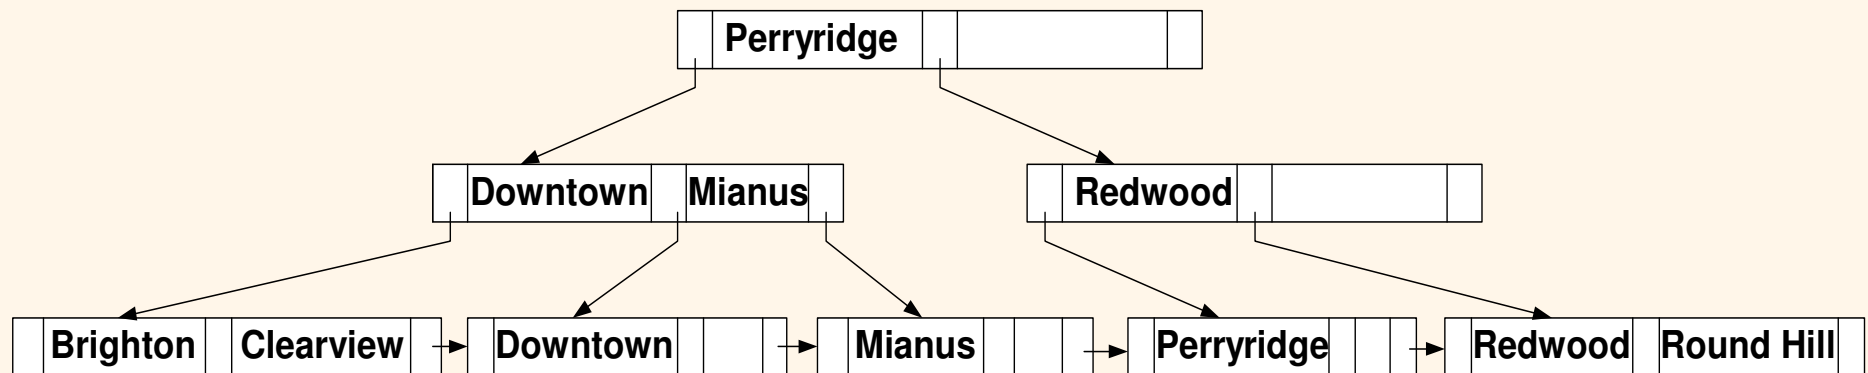 Perryridge
Downtown Mianus Redwood
Brighton Clearview Downtown Mianus Perryridge Redwood Round Hill